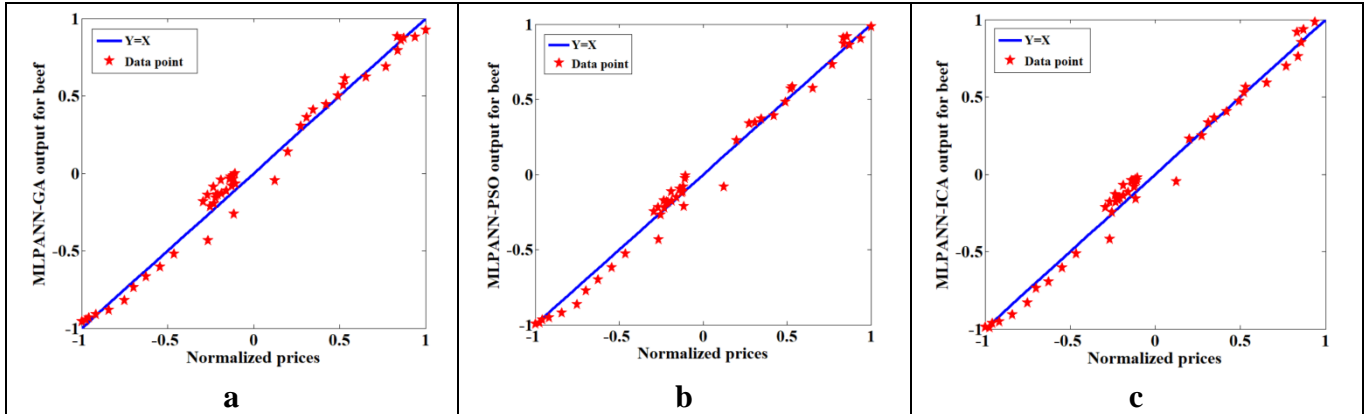 1
0.5
0
-0.5
-1
MLPANN-GA output for beef
Y=X
Data point
-1
-0.5
0
0.5
1
Normalized prices
a
1
0.5
0
-0.5
-1
MLPANN-PSO output for beef
Y=X
Data point
-1
-0.5
0
0.5
1
Normalized prices
b
1
0.5
0
-0.5
-1
MLPANN-ICA output for beef
Y=X
Data point
-1
-0.5
0
0.5
1
Normalized prices
c